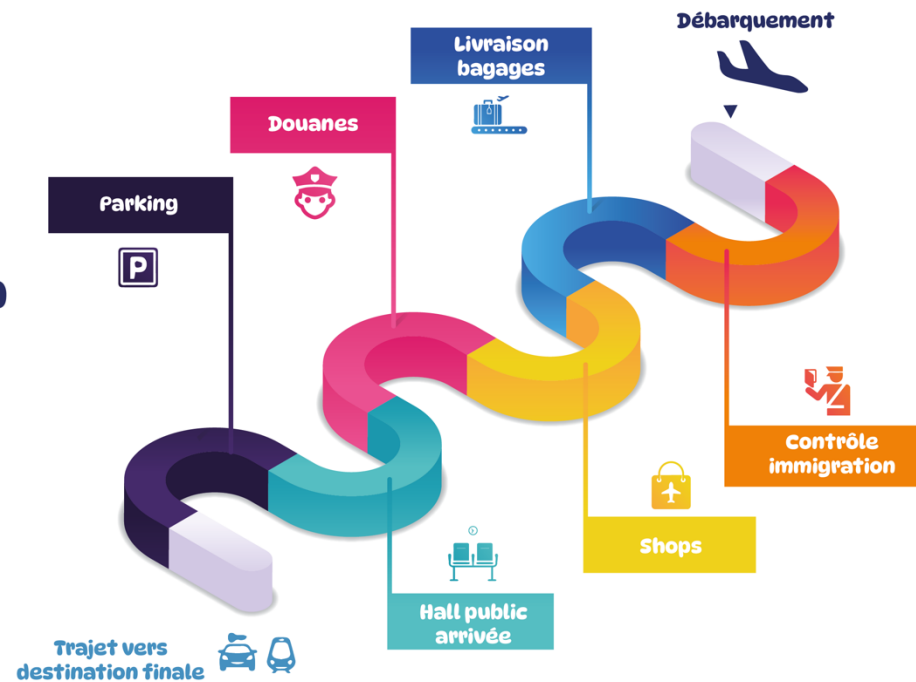 Débarquement
Livraison
bagages
Douanes
Parking
P
Contrôle
immigration
Shops
Hall public
arrivée
Trajet vers
destination finale